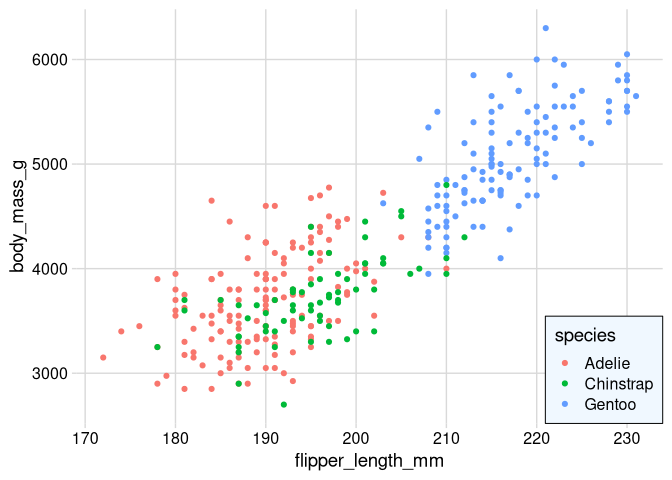 body_mass_g
6000
5000
4000
3000
170 180 190 200 210 220 230
flipper_length_mm
species
Adelie
Chinstrap
Gentoo